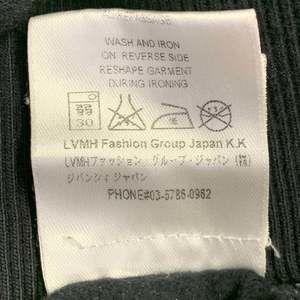 WASH AND IRON
ON REVERSE SIDE
RESHAPE GARMENT
DURING IRONING
30
LVMH Fashion Group Japan K.K
LVMHファッション グループ・ジャパン(株)
ジバンシィ ジャパン
PHONE#03-5786-0962